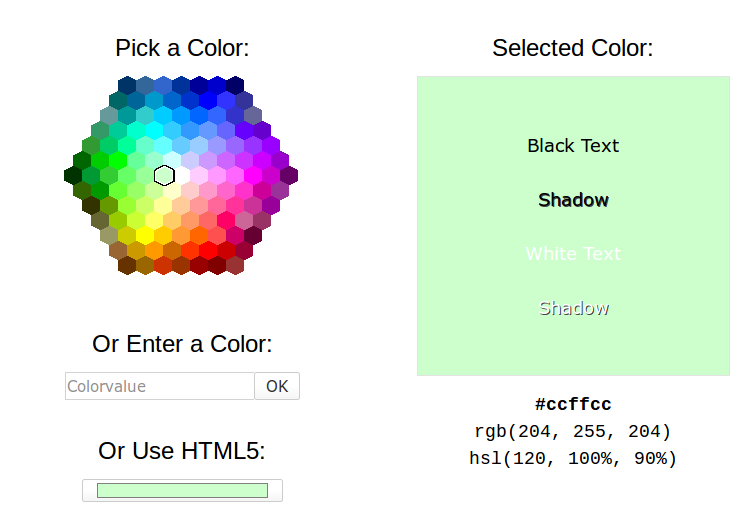 Pick a Color:
Or Enter a Color:
Colorvalue
OK
Or Use HTML5:
Selected Color:
Black Text
Shadow
White Text
Shadow
#ccffcc
rgb(204, 255, 204)
hsl(120, 100%, 90%)